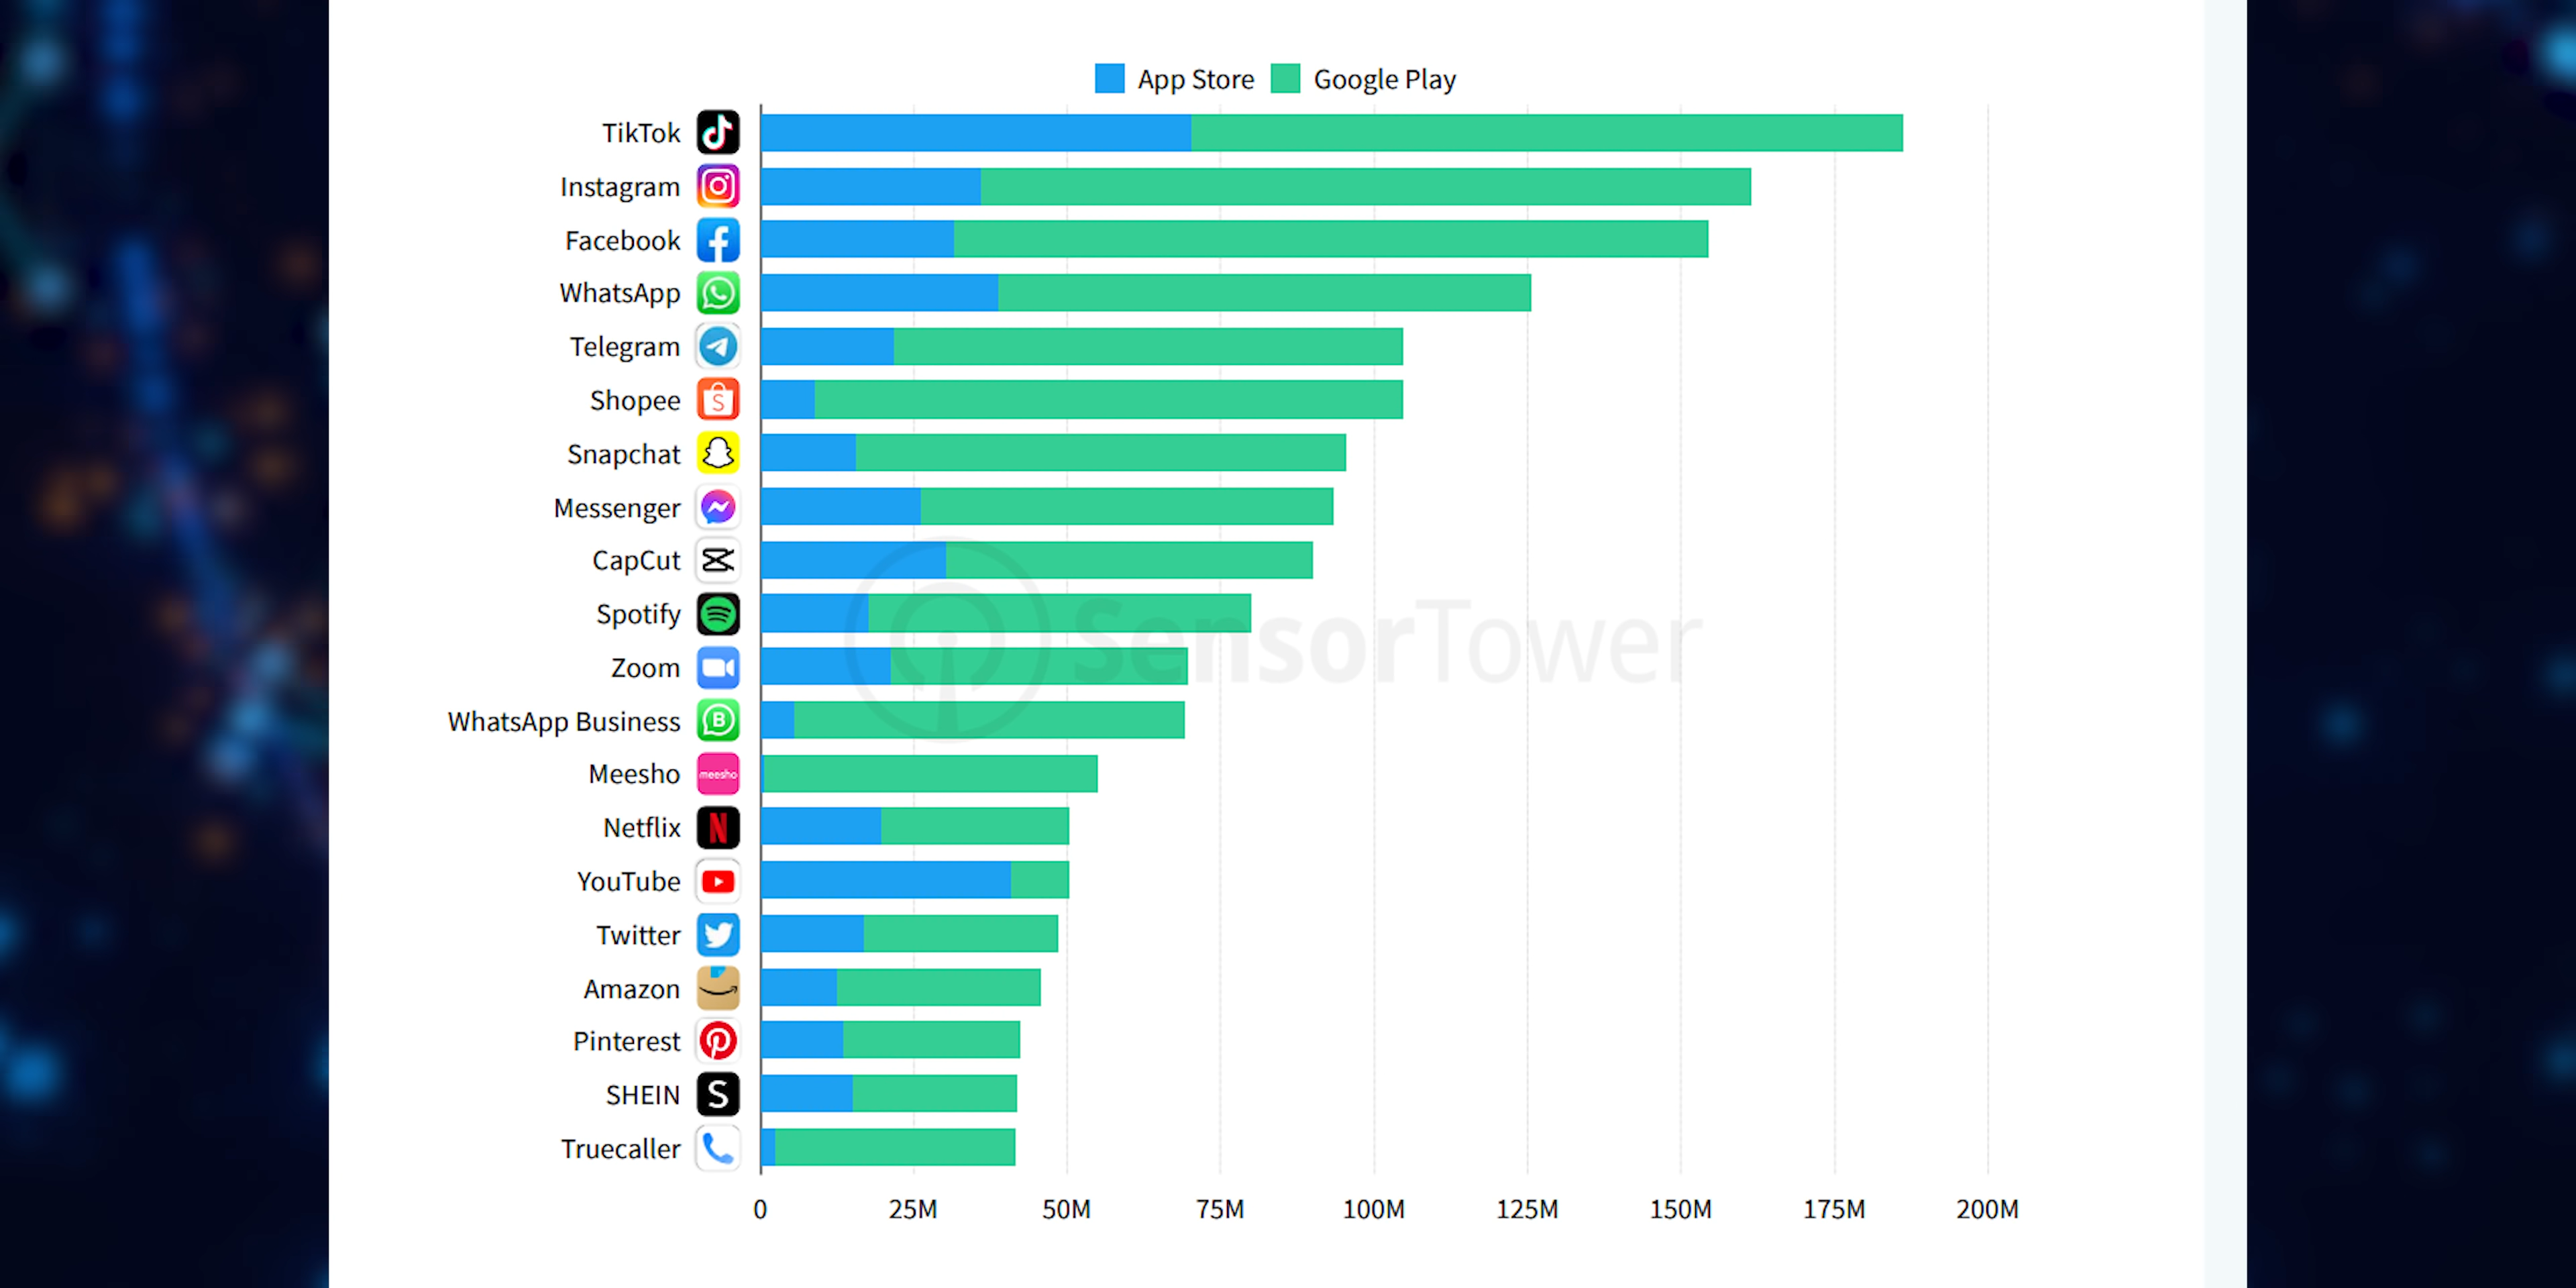 App Store Google Play
TikTok
Instagram
Facebook
WhatsApp
Telegram
Shopee
S
Snapchat
Messenger
CapCut
Spotify
SensorTower
Zoom
WhatsApp Business B
Meesho meesho
Netflix N
YouTube
Twitter
Amazon
Pinterest
SHEIN S
Truecaller
0 25M 50M 75M 100M 125M 150M 175M 200M